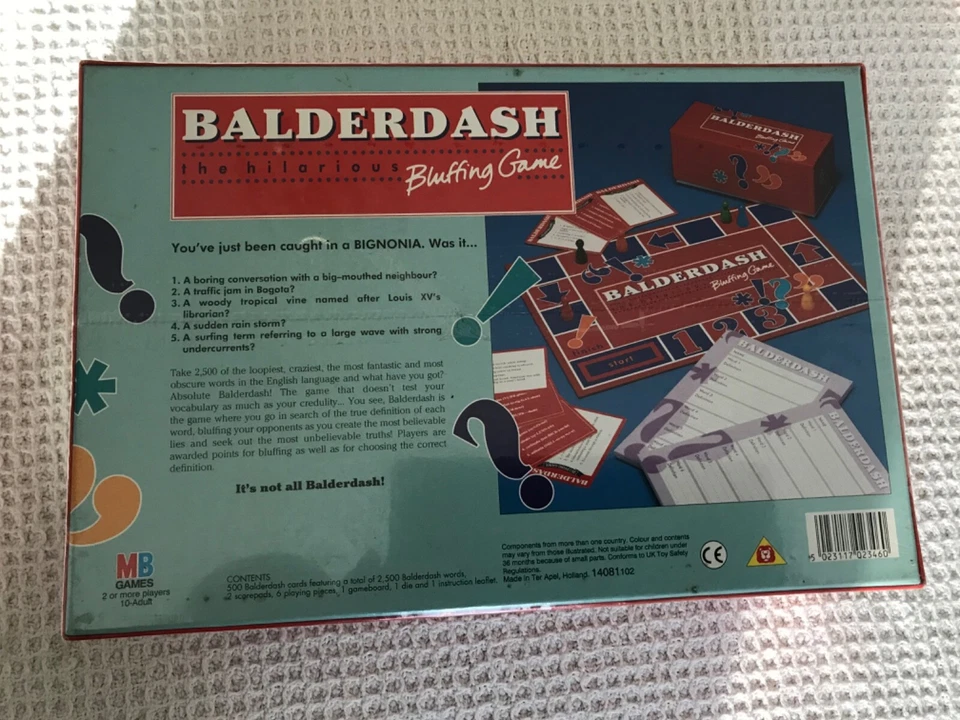 BALDERDASH
the hilarious Bluffing Game
You've just been caught in a BIGNONIA. Was it...
1. A boring conversation with a big-mouthed neighbour?
2. A traffic jam in Bogota?
3. A woody tropical vine named after Louis XV's
librarian?
4. A sudden rain storm?
5. A surfing term referring to a large wave with strong
undercurrents?
Take 2,500 of the loopiest, craziest, the most fantastic and most
obscure words in the English language and what have you got?
Absolute Balderdash! The game that doesn't test your
vocabulary as much as your credulity... You see, Balderdash is
the game where you go in search of the true definition of each
word, bluffing your opponents as you create the most believable
lies and seek out the most unbelievable truths! Players are
awarded points for bluffing as well as for choosing the correct
definition.
It's not all Balderdash!
MB
GAMES
2 or more players
10-Adult
CONTENTS
500 Balderdash cards featuring a total of 2,500 Balderdash words,
scorepads, 6 playing pieces, 1 gameboard, 1 die and 1 instruction leaflet.
BALDERDASH
Bluffing Game
BALDERDASH
BALDERDASH
Bluffing Game
finish
start
1 2 3
BALDERDASH
BALDERDASH
BALDERDASH
Components from more than one country. Colour and contents
may vary from those illustrated. Not suitable for children under
36 months because of small parts. Conforms to UK Toy Safety
Regulations.
Made in Ter Apel, Holland. 14081102
CE
5 023117 023460